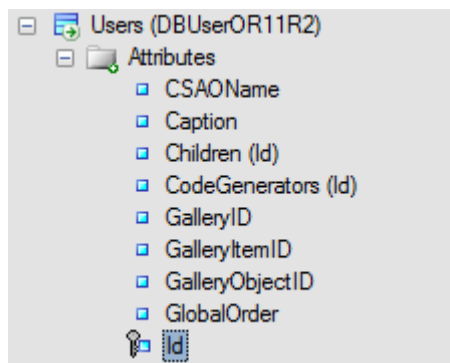 Users (DBUserOR11R2)
Attributes
CSAOName
Caption
Children (Id)
CodeGenerators (Id)
GalleryID
GalleryItemID
GalleryObjectID
GlobalOrder
Id